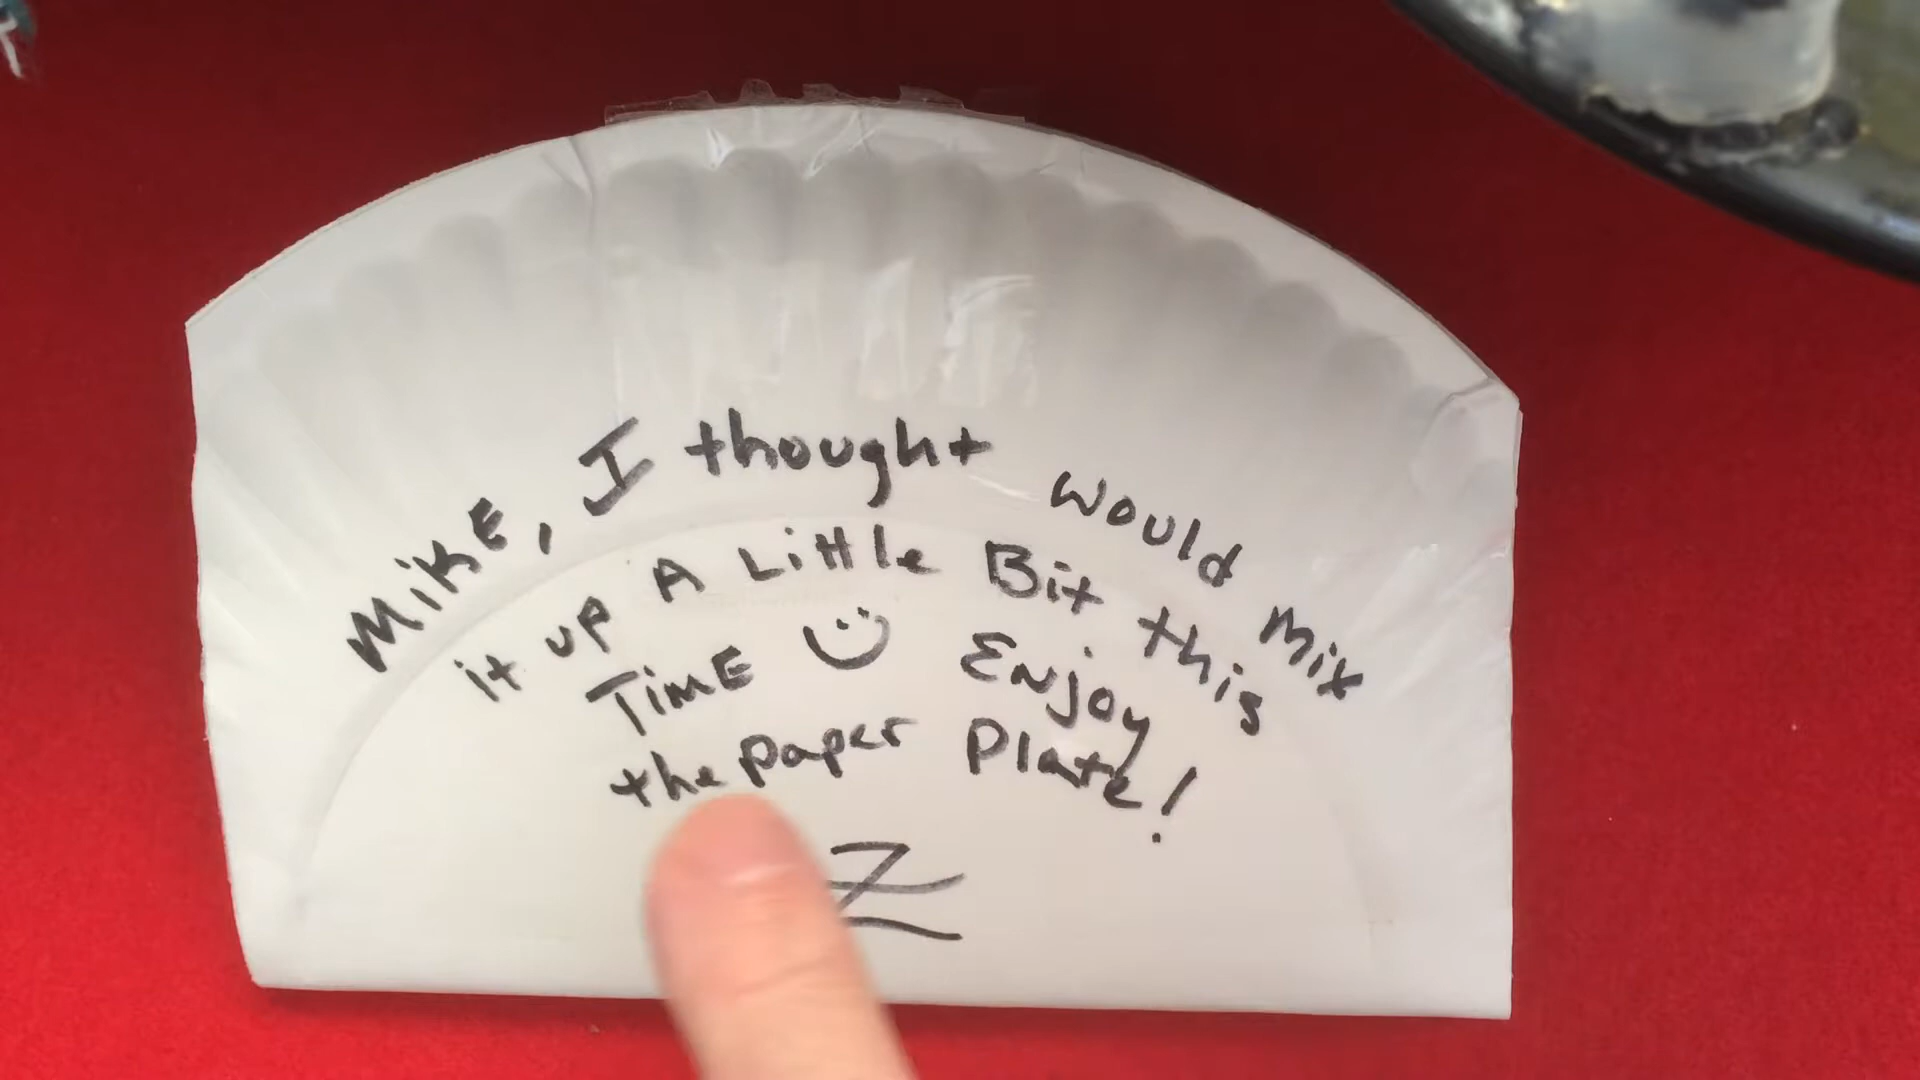 MiKE, I thought would Mix
it up A Little Bit this
TiME Enjoy
the paper Plate!
Z